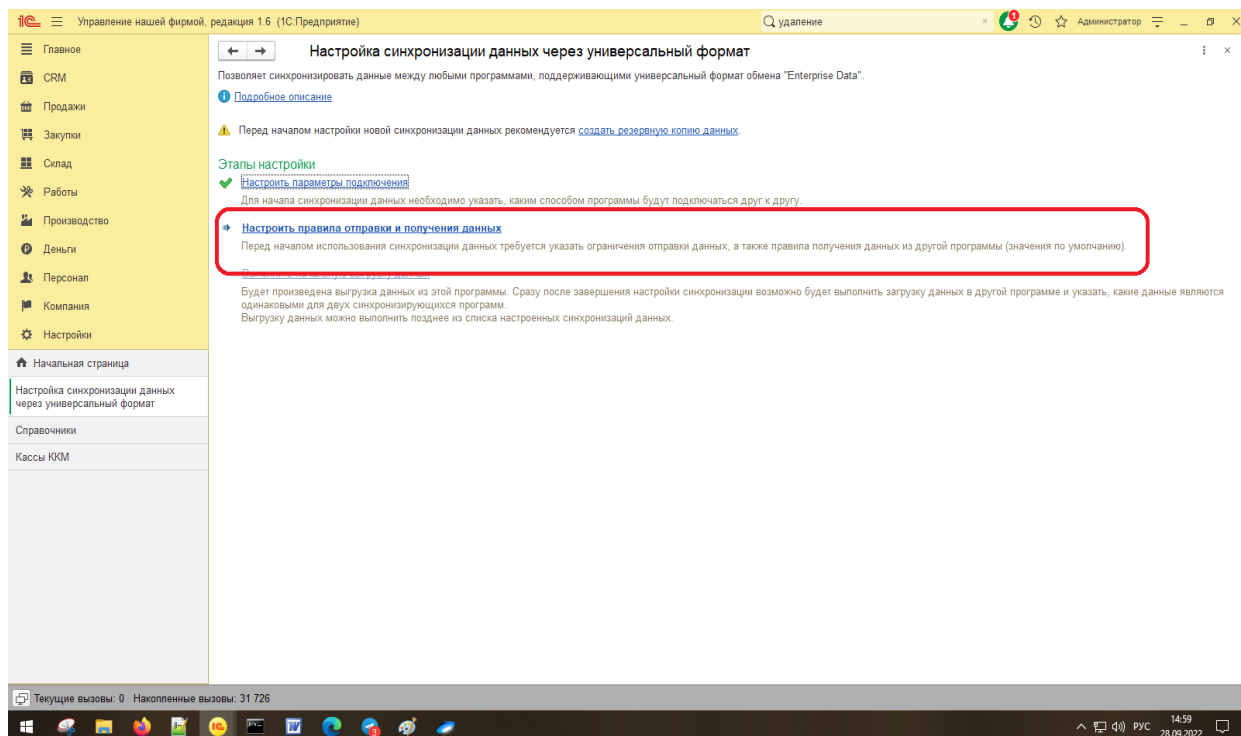 Управление нашей фирмой, редакция 1.6 (1С:Предприятие)
удаление
1
Администратор
Главное
CRM
Продажи
Закупки
Склад
Работы
Производство
Деньги
Персонал
Компания
Настройки
Начальная страница
Настройка синхронизации данных
через универсальный формат
Справочники
Кассы ККМ
Настройка синхронизации данных через универсальный формат
Позволяет синхронизировать данные между любыми программами, поддерживающими универсальный формат обмена "Enterprise Data".
Подробное описание
Перед началом настройки новой синхронизации данных рекомендуется создать резервную копию данных.
Этапы настройки
Настроить параметры подключения
Для начала синхронизации данных необходимо указать, каким способом программы будут подключаться друг к другу.
Настроить правила отправки и получения данных
Перед началом использования синхронизации данных требуется указать ограничения отправки данных, а также правила получения данных из другой программы (значения по умолчанию).
Выполнить начальную выгрузку данных
Будет произведена выгрузка данных из этой программы. Сразу после завершения настройки синхронизации возможно будет выполнить загрузку данных в другой программе и указать, какие данные являются
одинаковыми для двух синхронизирующихся программ.
Выгрузку данных можно выполнить позднее из списка настроенных синхронизаций данных.
Текущие вызовы: 0 Накопленные вызовы: 31 726
РУС
14:59
28.09.2022